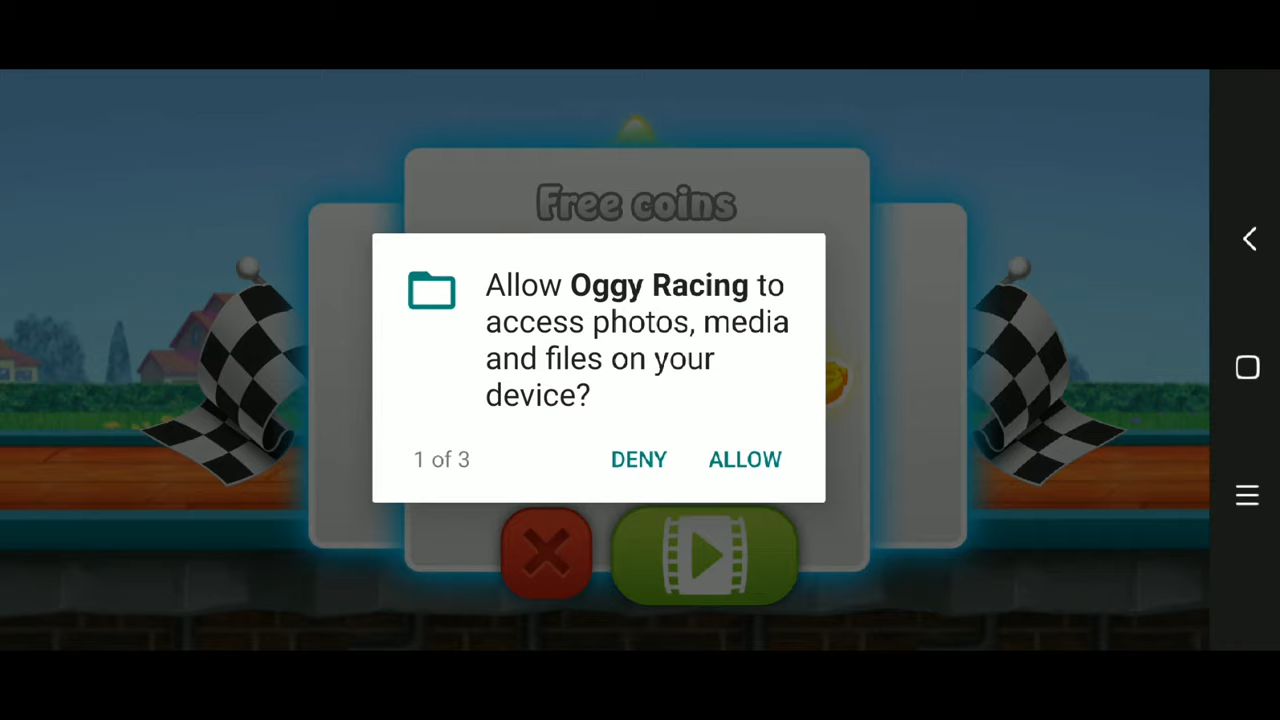 Free coins
Allow Oggy Racing to
access photos, media
and files on your
device?
1 of 3
DENY
ALLOW